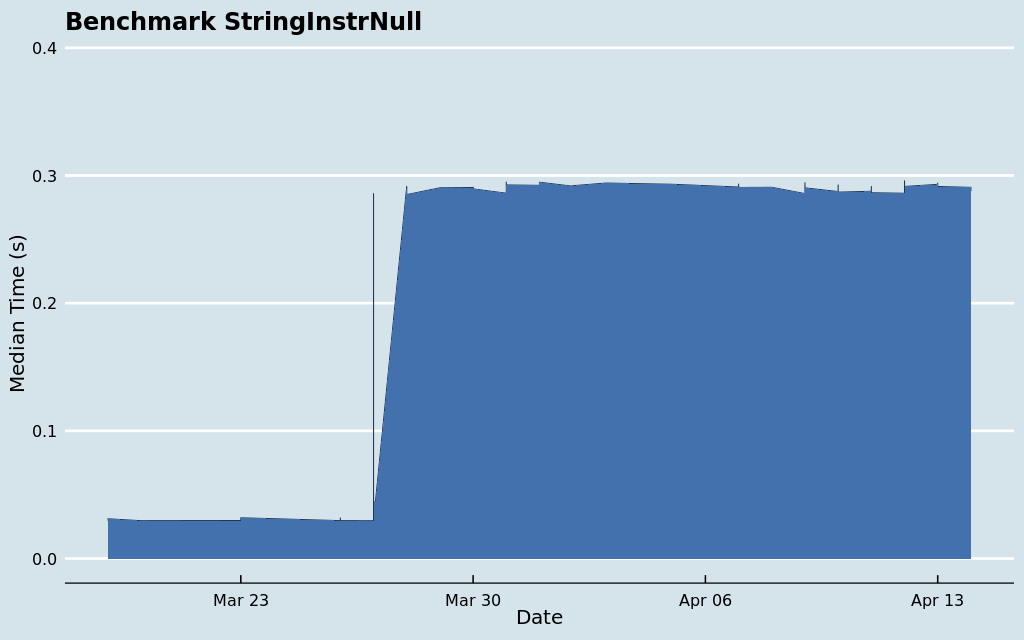 Benchmark StringInstrNull
0.4
0.3
0.2
0.1
0.0
Median Time (s)
Mar 23
Mar 30
Apr 06
Apr 13
Date